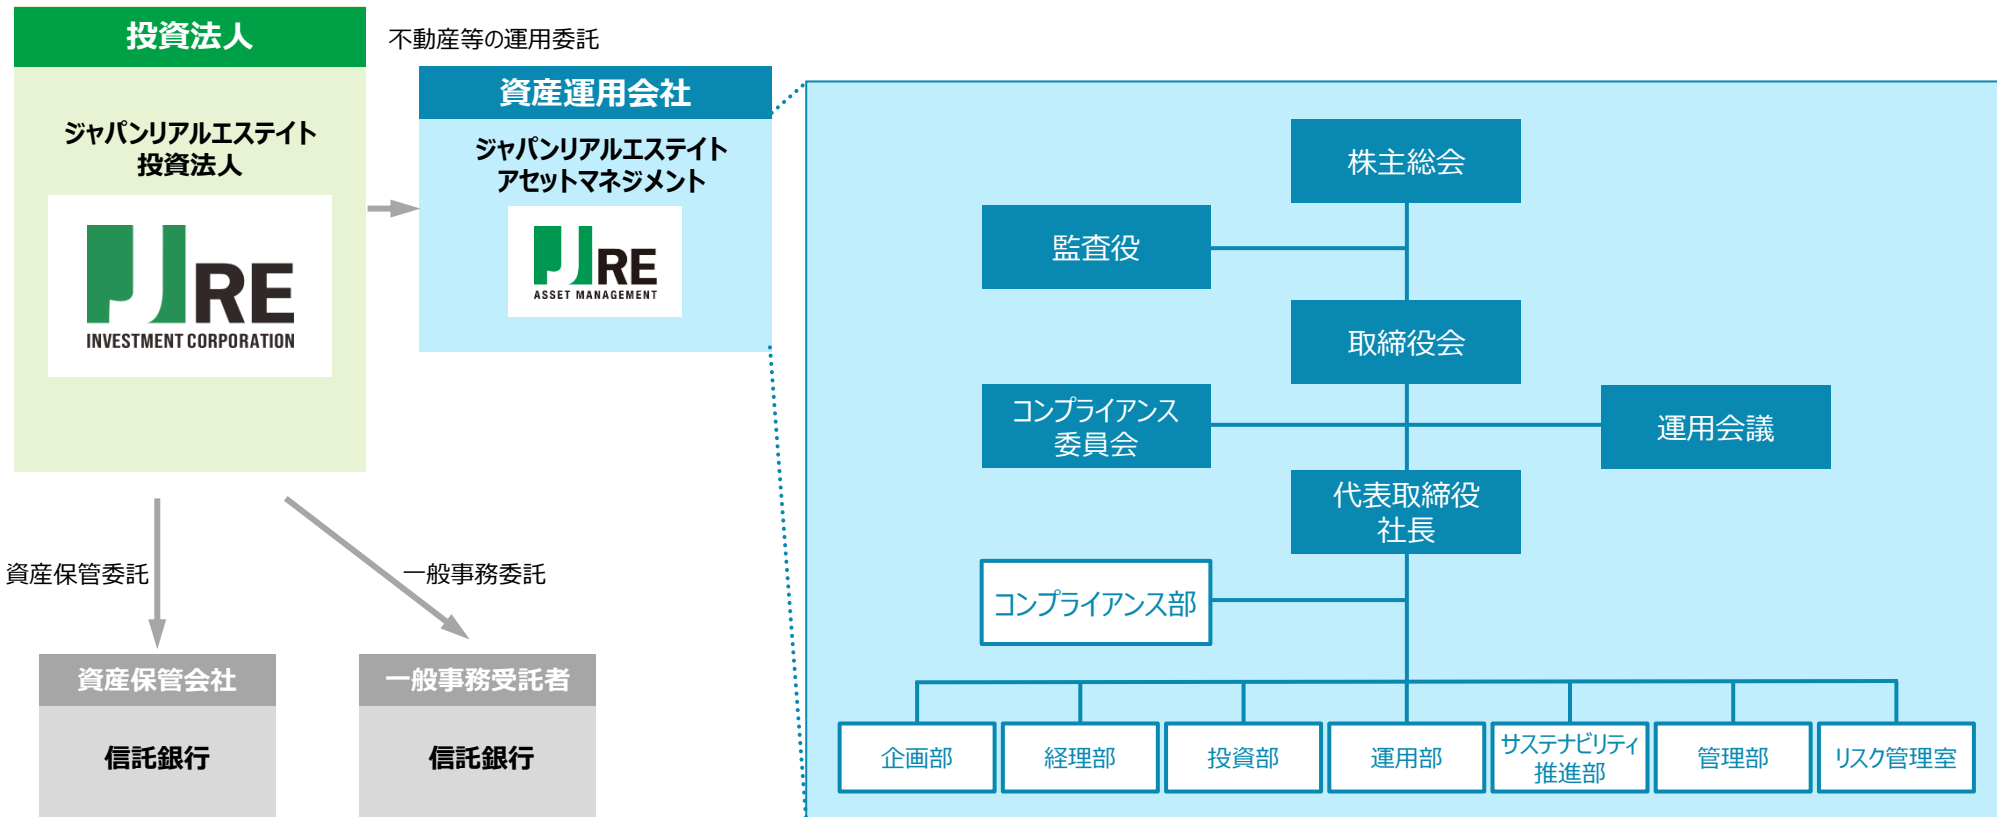 投資法人
ジャパンリアルエステイト
投資法人
JRE
INVESTMENT CORPORATION
不動産等の運用委託
資産運用会社
ジャパンリアルエステイト
アセットマネジメント
JRE
ASSET MANAGEMENT
資産保管委託
一般事務委託
資産保管会社
信託銀行
一般事務受託者
信託銀行
株主総会
監査役
取締役会
コンプライアンス
委員会
運用会議
代表取締役
社長
コンプライアンス部
企画部
経理部
投資部
運用部
サステナビリティ
推進部
管理部
リスク管理室